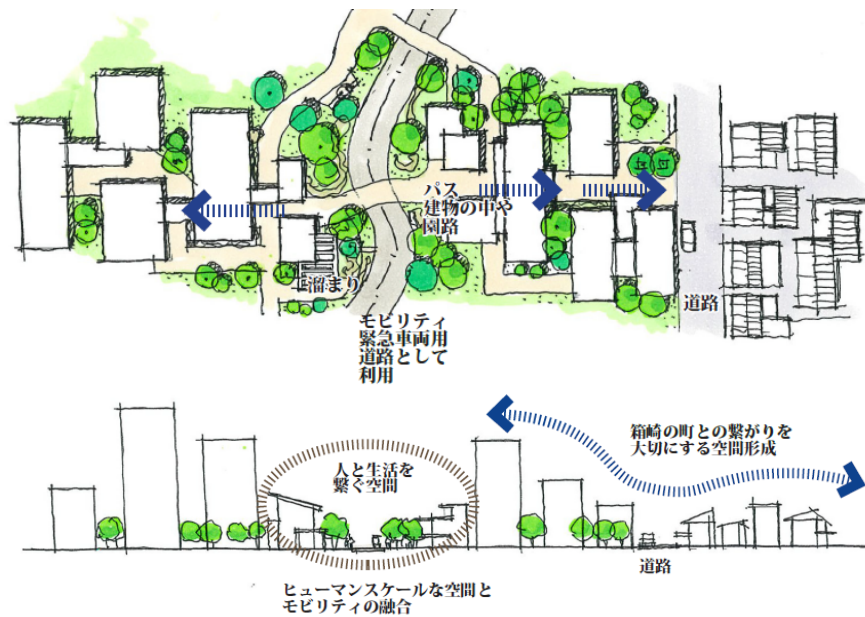 パス
建物の中や
園路
溜まり
道路
モビリティ
緊急車両用
道路として
利用
箱崎の町との繋がりを
大切にする空間形成
人と生活を
繋ぐ空間
道路
ヒューマンスケールな空間と
モビリティの融合